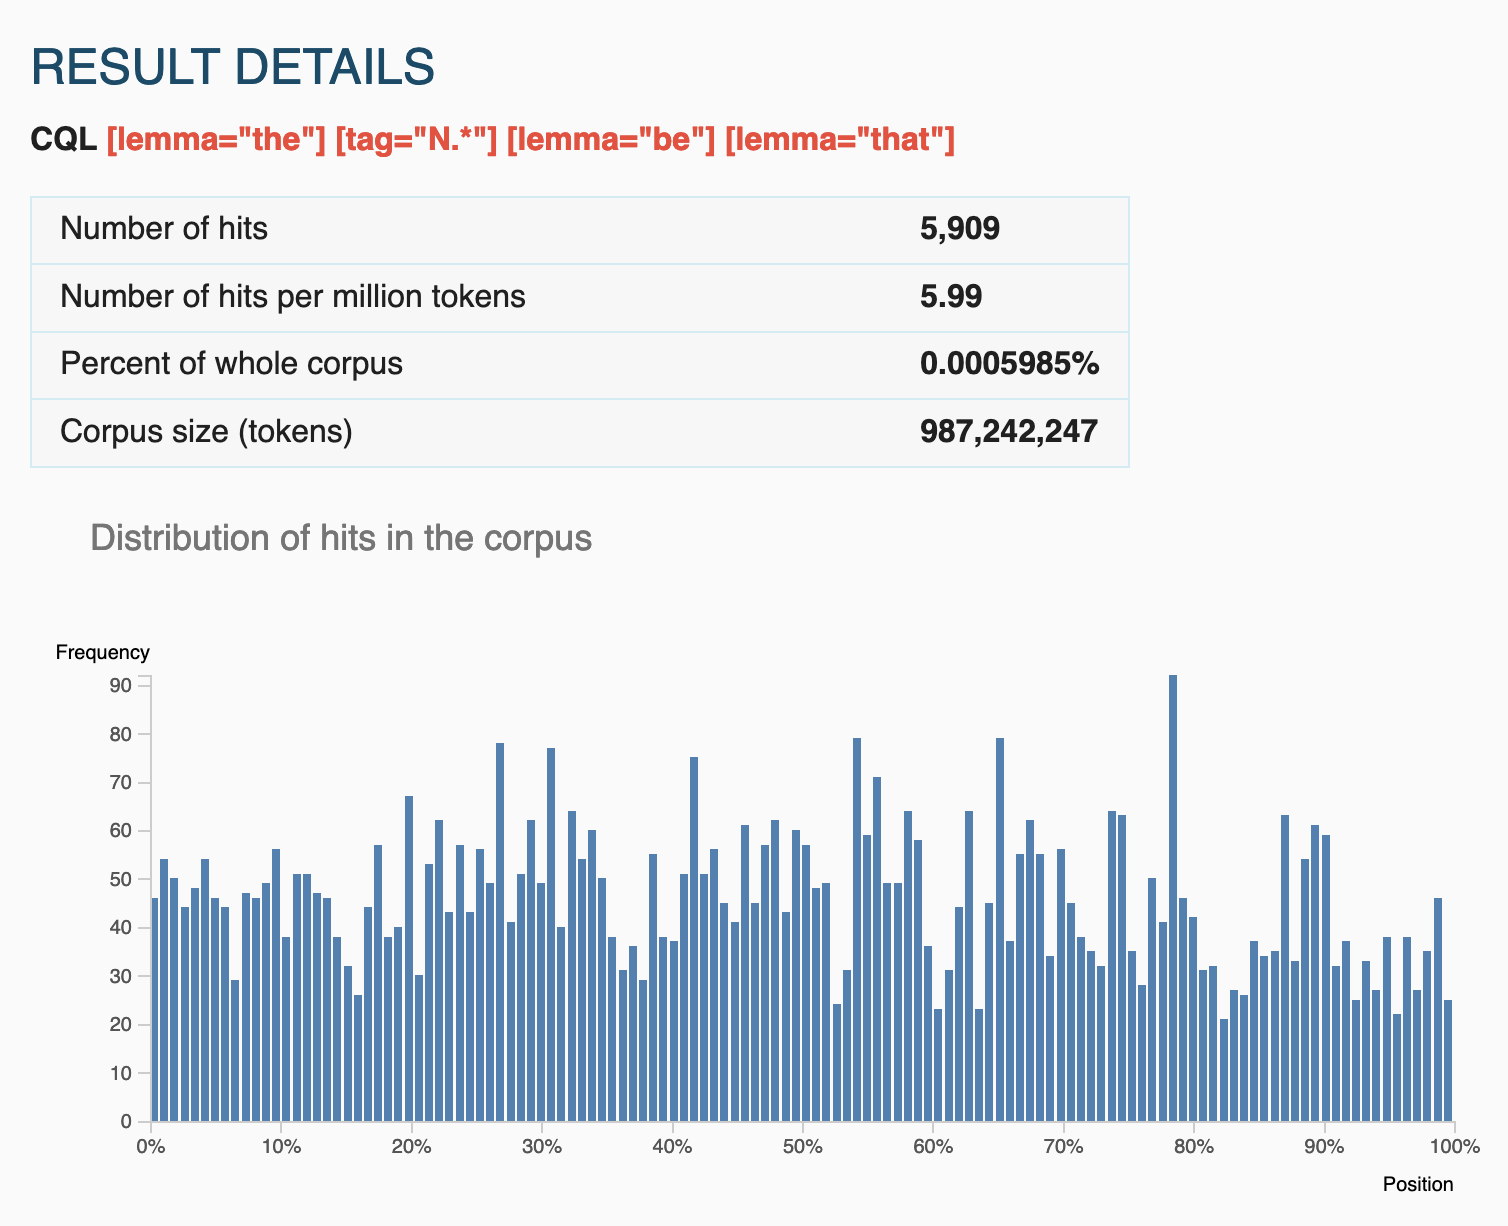 RESULT DETAILS
CQL [lemma="the"] [tag="N.*"] [lemma="be"] [lemma="that"]
Number of hits 5,909
Number of hits per million tokens 5.99
Percent of whole corpus 0.0005985%
Corpus size (tokens) 987,242,247
Distribution of hits in the corpus
Frequency
90
80
70
60
50
40
30
20
10
0
0% 10% 20% 30% 40% 50% 60% 70% 80% 90% 100%
Position